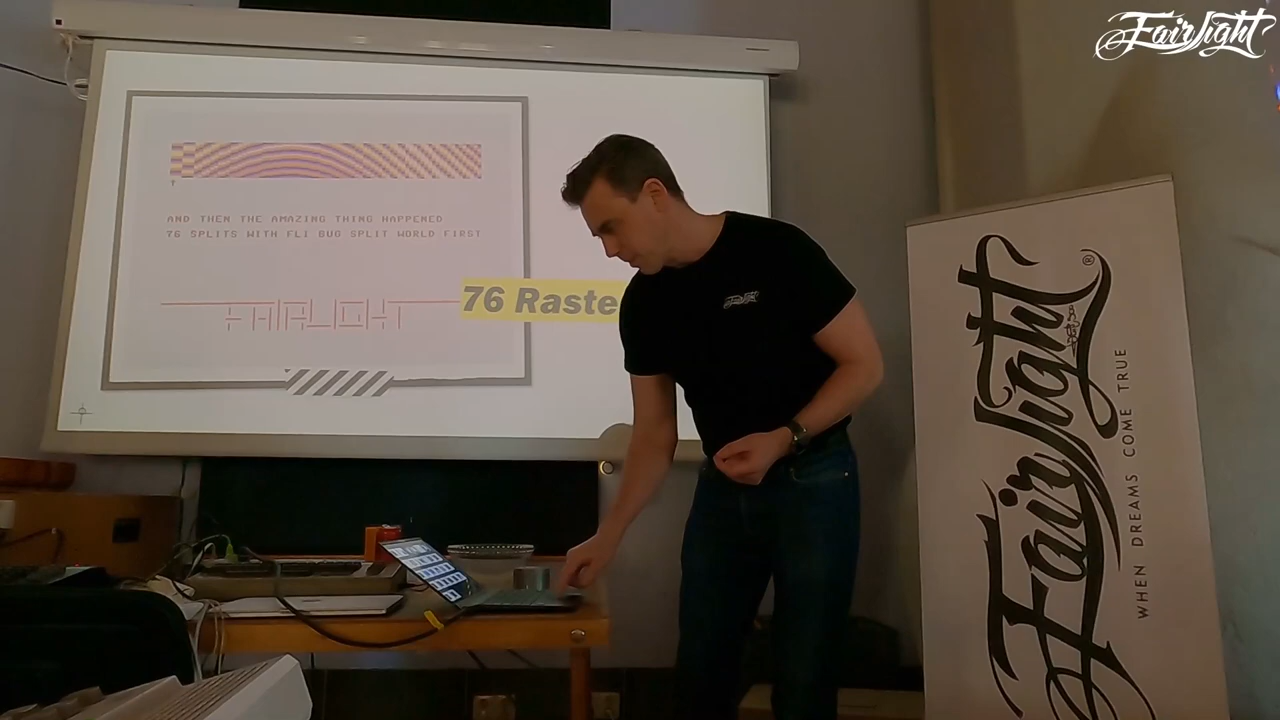 Fairlight
AND THEN THE AMAZING THING HAPPENED
76 SPLITS WITH FLI BUG SPLIT WORLD FIRST
FAIRLIGHT
76 Raste
Fairlight
Fairlight ®
WHEN DREAMS COME TRUE